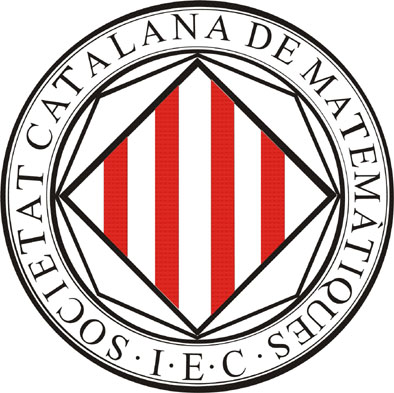 SOCIETAT CATALANA DE MATEMÀTIQUES
· I · E · C ·